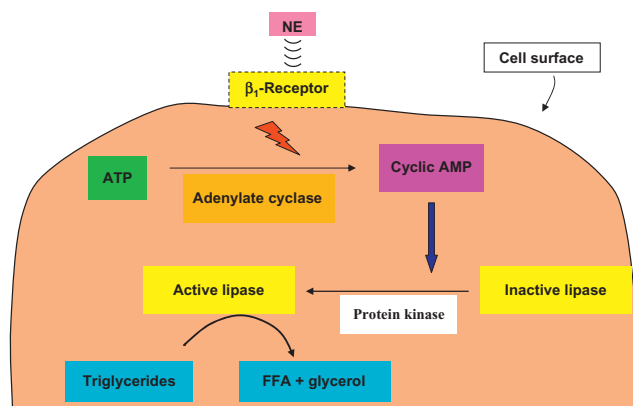 NE
Cell surface
β₁-Receptor
ATP
Cyclic AMP
Adenylate cyclase
Active lipase
Inactive lipase
Protein kinase
Triglycerides
FFA + glycerol